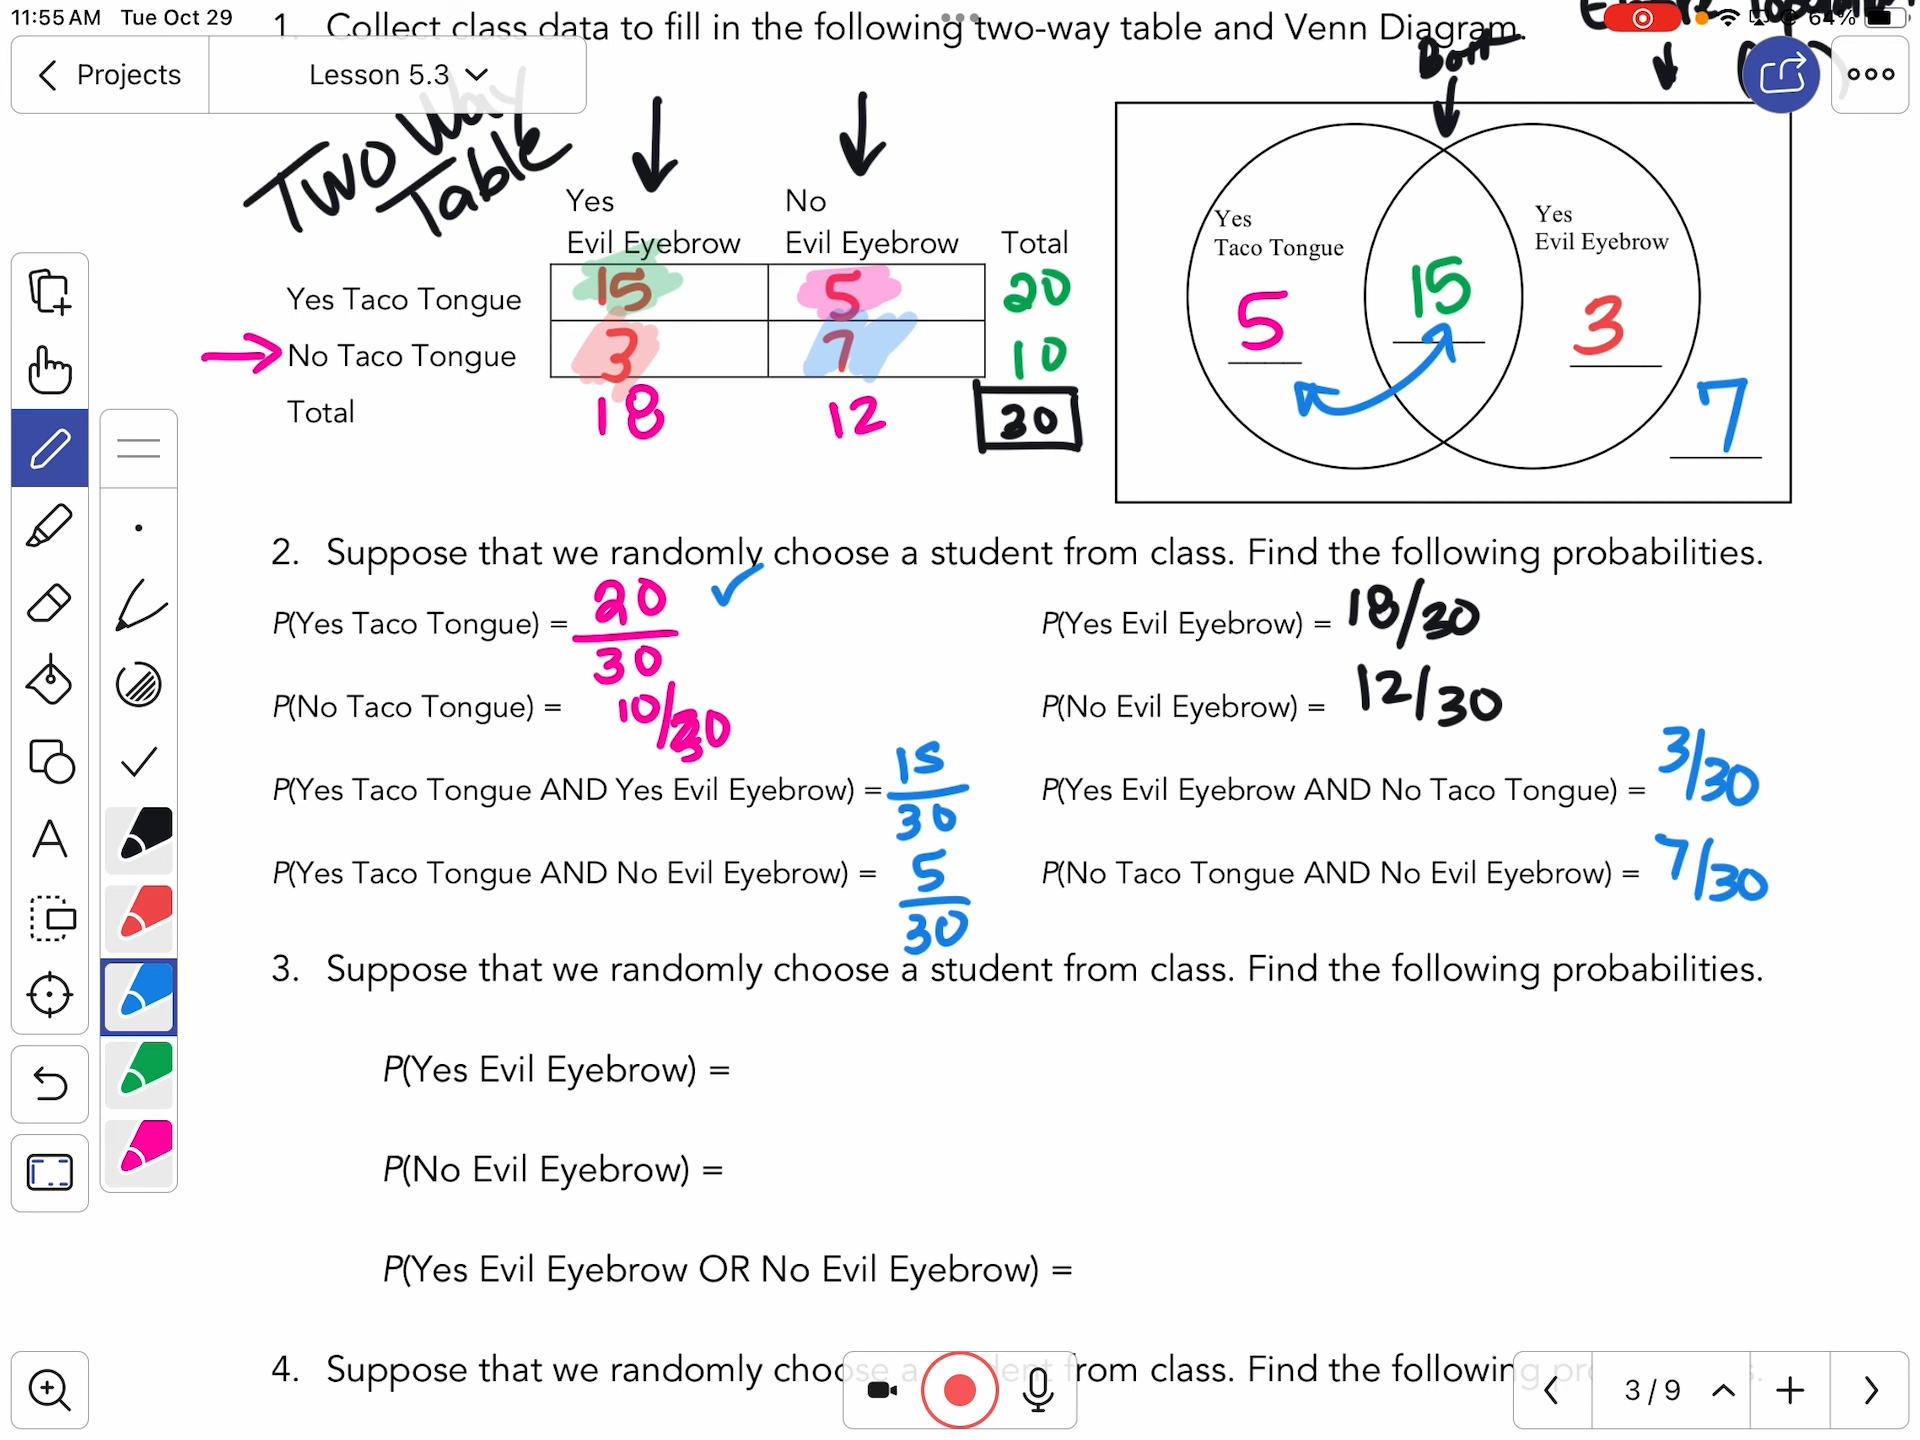 11:55 AM Tue Oct 29
64%
1. Collect class data to fill in the following two-way table and Venn Diagram.
Projects
Lesson 5.3
Two Way
Table
Both
Yes
Evil Eyebrow
No
Evil Eyebrow
Total
Yes Taco Tongue 15 5 20
No Taco Tongue 3 7 10
Total 18 12 30
Yes
Taco Tongue
Yes
Evil Eyebrow
5 15 3
7
2. Suppose that we randomly choose a student from class. Find the following probabilities.
P(Yes Taco Tongue) = 20/30
P(Yes Evil Eyebrow) = 18/30
P(No Taco Tongue) = 10/30
P(No Evil Eyebrow) = 12/30
P(Yes Taco Tongue AND Yes Evil Eyebrow) = 15/30
P(Yes Evil Eyebrow AND No Taco Tongue) = 3/30
P(Yes Taco Tongue AND No Evil Eyebrow) = 5/30
P(No Taco Tongue AND No Evil Eyebrow) = 7/30
3. Suppose that we randomly choose a student from class. Find the following probabilities.
P(Yes Evil Eyebrow) =
P(No Evil Eyebrow) =
P(Yes Evil Eyebrow OR No Evil Eyebrow) =
4. Suppose that we randomly choose a student from class. Find the following
3 / 9
A